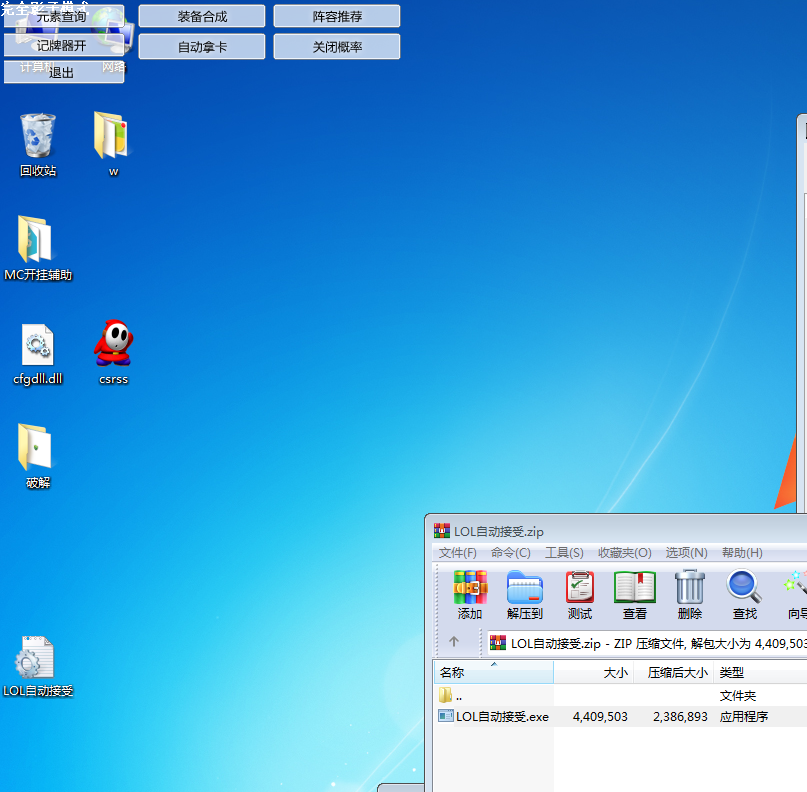 完全影子模式
元素查询 装备合成 阵容推荐
记牌器开 自动拿卡 关闭概率
计算机 网络
退出
回收站 w
MC开挂辅助
cfgdll.dll csrss
破解
LOL自动接受
LOL自动接受.zip
文件(F) 命令(C) 工具(S) 收藏夹(O) 选项(N) 帮助(H)
添加 解压到 测试 查看 删除 查找 向导
LOL自动接受.zip - ZIP 压缩文件, 解包大小为 4,409,503
名称 大小 压缩后大小 类型
.. 文件夹
LOL自动接受.exe 4,409,503 2,386,893 应用程序